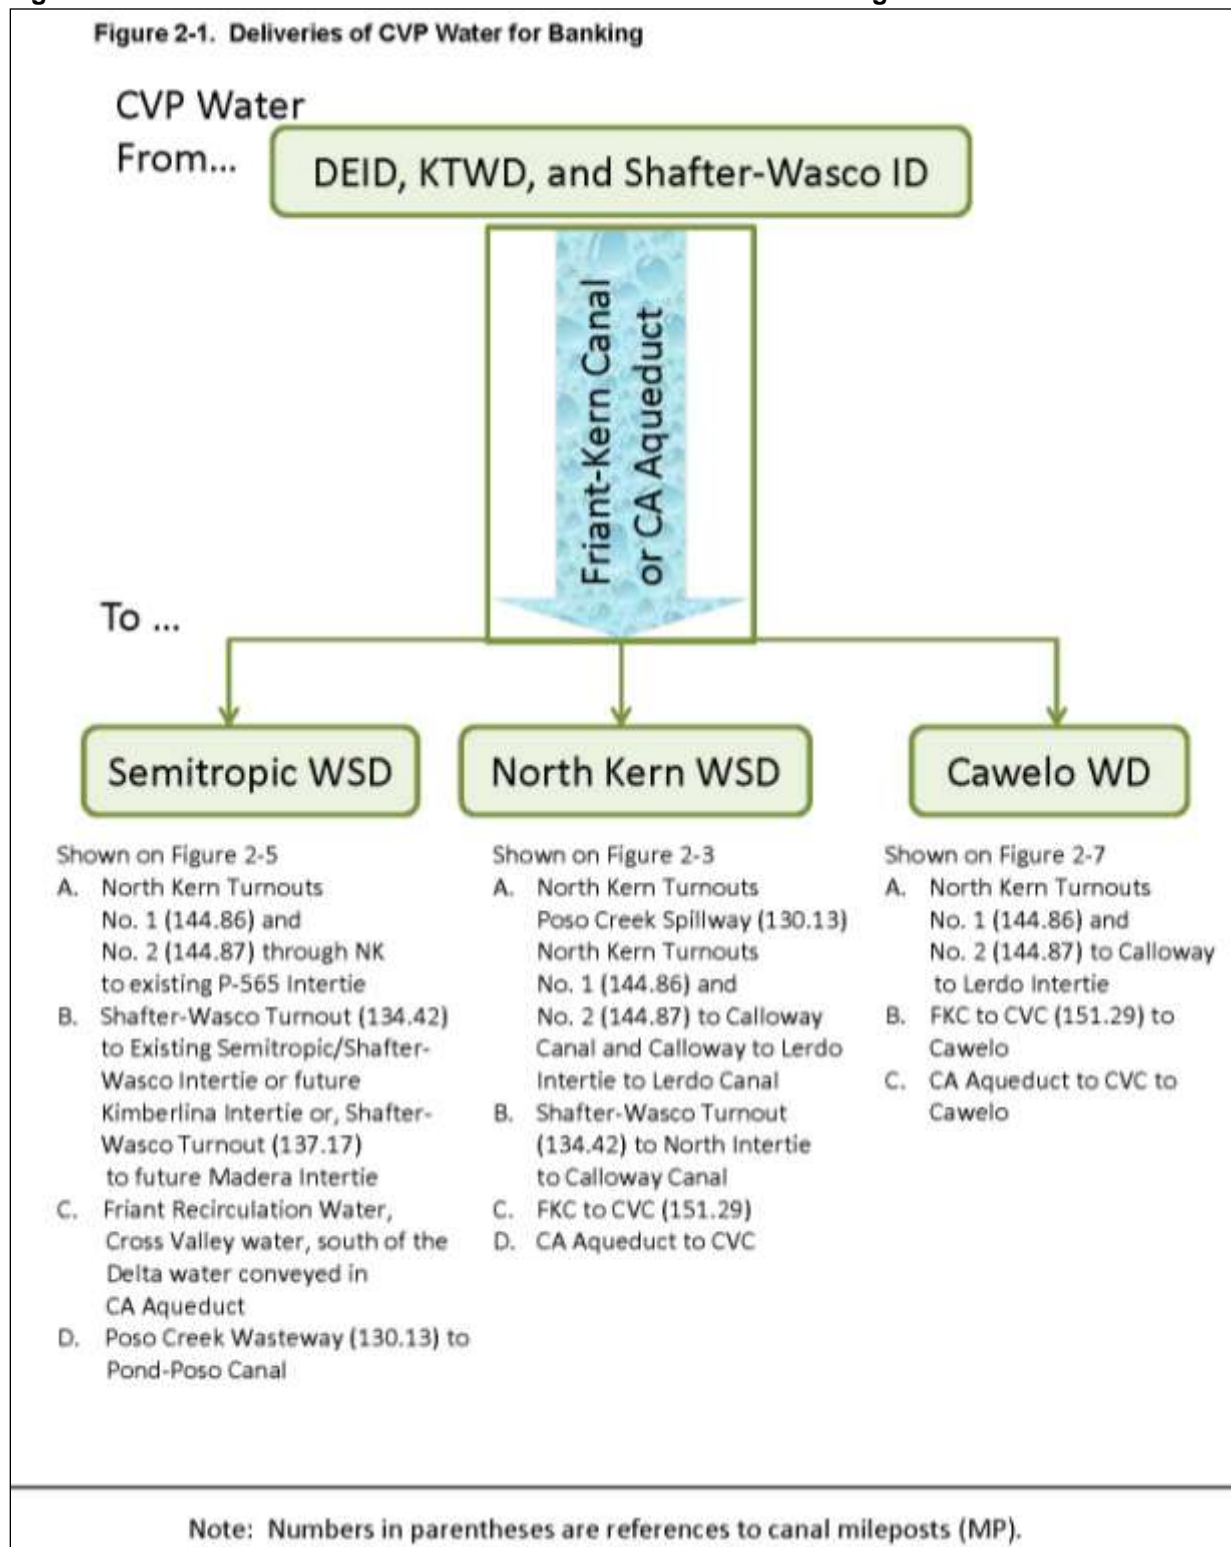 Figure 2-1. Deliveries of CVP Water for Banking
CVP Water
From...
DEID, KTWD, and Shafter-Wasco ID
Friant-Kern Canal
or CA Aqueduct
To ...
Semitropic WSD
North Kern WSD
Cawelo WD
Shown on Figure 2-5
A. North Kern Turnouts
No. 1 (144.86) and
No. 2 (144.87) through NK
to existing P-565 Intertie
B. Shafter-Wasco Turnout (134.42)
to Existing Semitropic/Shafter-
Wasco Intertie or future
Kimberlina Intertie or, Shafter-
Wasco Turnout (137.17)
to future Madera Intertie
C. Friant Recirculation Water,
Cross Valley water, south of the
Delta water conveyed in
CA Aqueduct
D. Poso Creek Wasteway (130.13) to
Pond-Poso Canal
Shown on Figure 2-3
A. North Kern Turnouts
Poso Creek Spillway (130.13)
North Kern Turnouts
No. 1 (144.86) and
No. 2 (144.87) to Calloway
Canal and Calloway to Lerdo
Intertie to Lerdo Canal
B. Shafter-Wasco Turnout
(134.42) to North Intertie
to Calloway Canal
C. FKC to CVC (151.29)
D. CA Aqueduct to CVC
Shown on Figure 2-7
A. North Kern Turnouts
No. 1 (144.86) and
No. 2 (144.87) to Calloway
to Lerdo Intertie
B. FKC to CVC (151.29) to
Cawelo
C. CA Aqueduct to CVC to
Cawelo
Note: Numbers in parentheses are references to canal mileposts (MP).